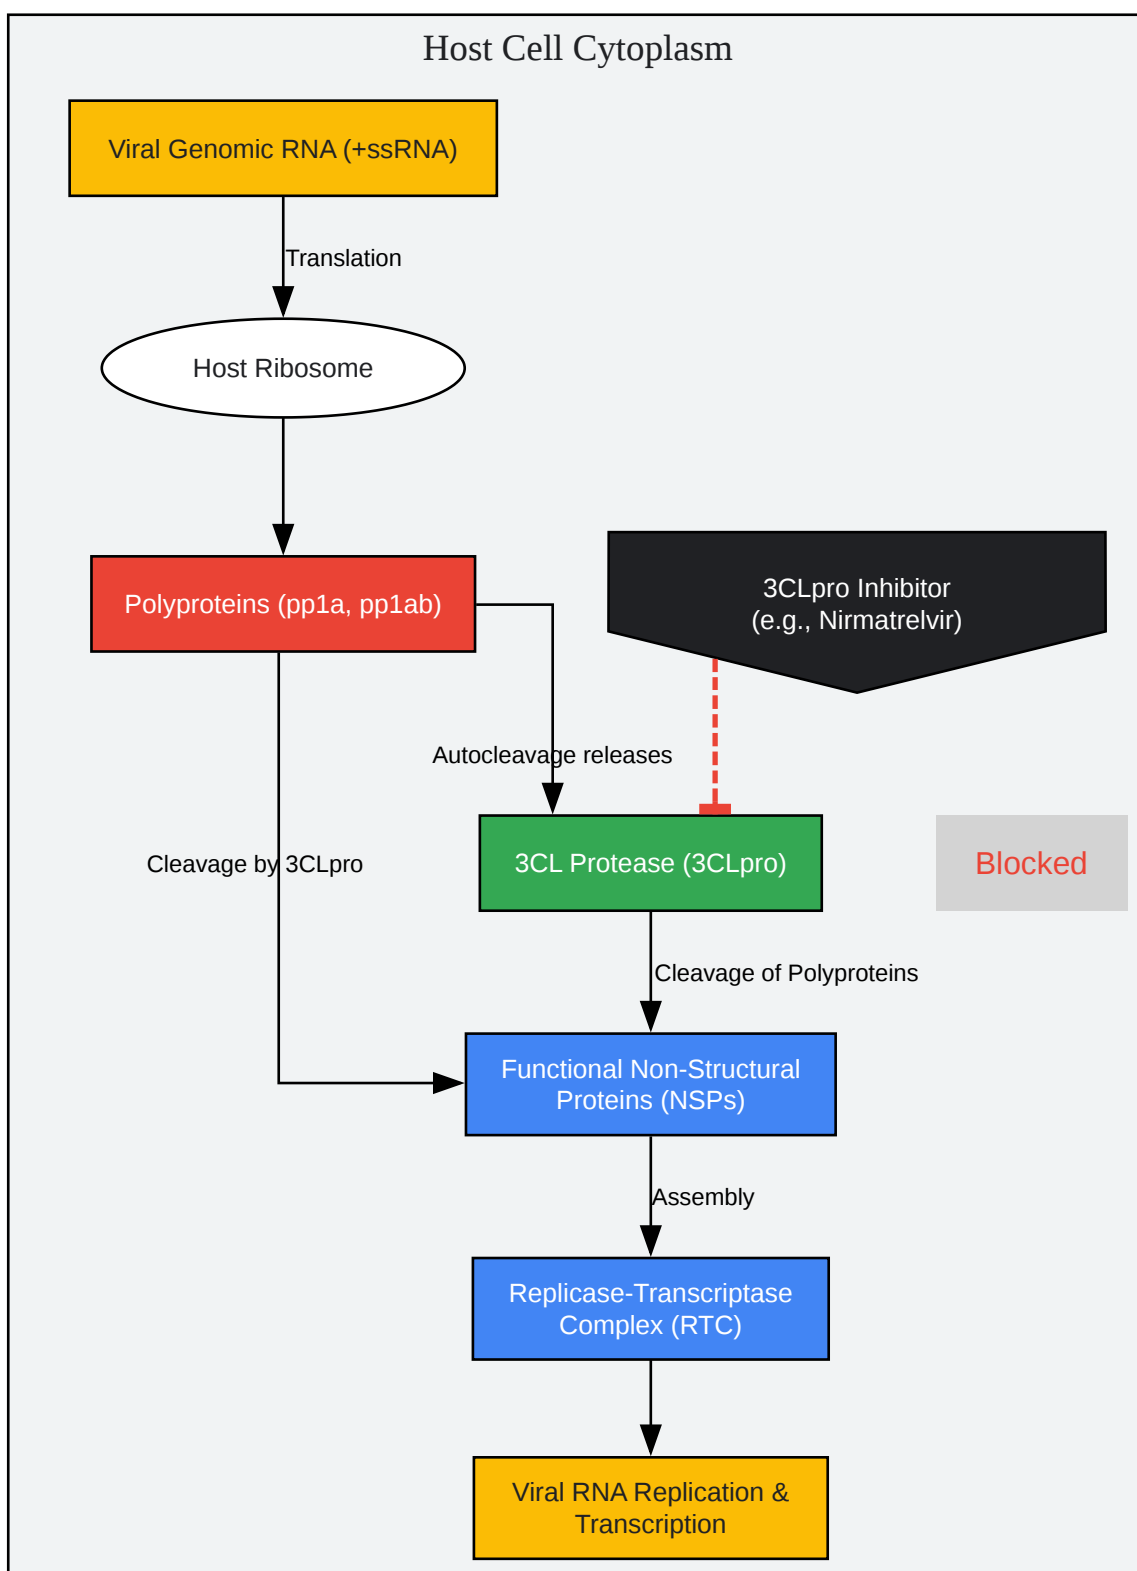 Host Cell Cytoplasm
Viral Genomic RNA (+ssRNA)
Translation
Host Ribosome
Polyproteins (pp1a, pp1ab)
3CLpro Inhibitor
(e.g., Nirmatrelvir)
Autocleavage releases
Cleavage by 3CLpro
3CL Protease (3CLpro)
Blocked
Cleavage of Polyproteins
Functional Non-Structural
Proteins (NSPs)
Assembly
Replicase-Transcriptase
Complex (RTC)
Viral RNA Replication &
Transcription